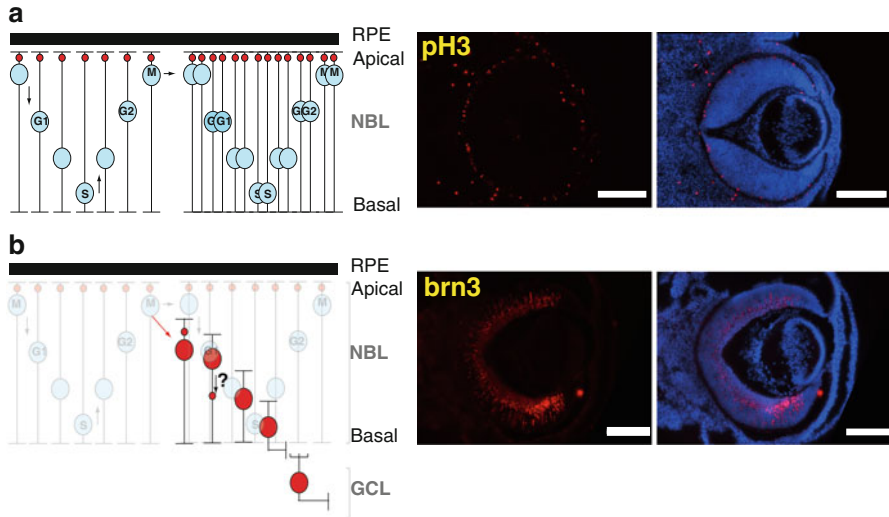 a
RPE
Apical
M
M
M
G1
G
G1
G2
G
G2
NBL
S
S
S
Basal
pH3
b
RPE
Apical
M
M
M
G1
G1
G2
G2
NBL
?
S
S
Basal
GCL
brn3